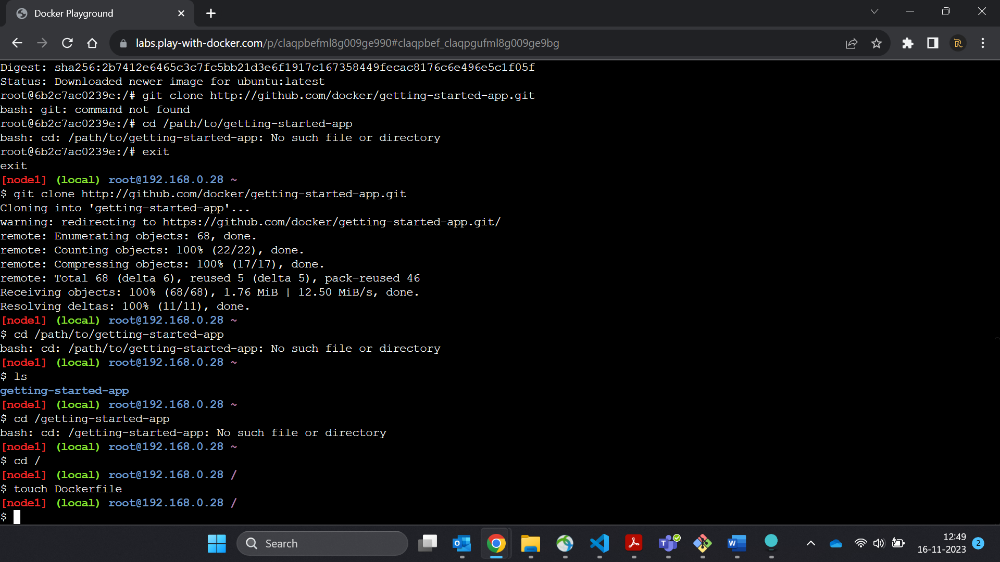 Docker Playground
labs.play-with-docker.com/p/claqpbefml8g009ge990#claqpbef_claqpgufml8g009ge9bg
Digest: sha256:2b7412e6465c3c7fc5bb21d3e6f1917c167358449fecac8176c6e496e5c1f05f
Status: Downloaded newer image for ubuntu:latest
root@6b2c7ac0239e:/# git clone http://github.com/docker/getting-started-app.git
bash: git: command not found
root@6b2c7ac0239e:/# cd /path/to/getting-started-app
bash: cd: /path/to/getting-started-app: No such file or directory
root@6b2c7ac0239e:/# exit
exit
[node1] (local) root@192.168.0.28 ~
$ git clone http://github.com/docker/getting-started-app.git
Cloning into 'getting-started-app'...
warning: redirecting to https://github.com/docker/getting-started-app.git/
remote: Enumerating objects: 68, done.
remote: Counting objects: 100% (22/22), done.
remote: Compressing objects: 100% (17/17), done.
remote: Total 68 (delta 6), reused 5 (delta 5), pack-reused 46
Receiving objects: 100% (68/68), 1.76 MiB | 12.50 MiB/s, done.
Resolving deltas: 100% (11/11), done.
[node1] (local) root@192.168.0.28 ~
$ cd /path/to/getting-started-app
bash: cd: /path/to/getting-started-app: No such file or directory
[node1] (local) root@192.168.0.28 ~
$ ls
getting-started-app
[node1] (local) root@192.168.0.28 ~
$ cd /getting-started-app
bash: cd: /getting-started-app: No such file or directory
[node1] (local) root@192.168.0.28 ~
$ cd /
[node1] (local) root@192.168.0.28 /
$ touch Dockerfile
[node1] (local) root@192.168.0.28 /
$
Search
12:49
16-11-2023
2